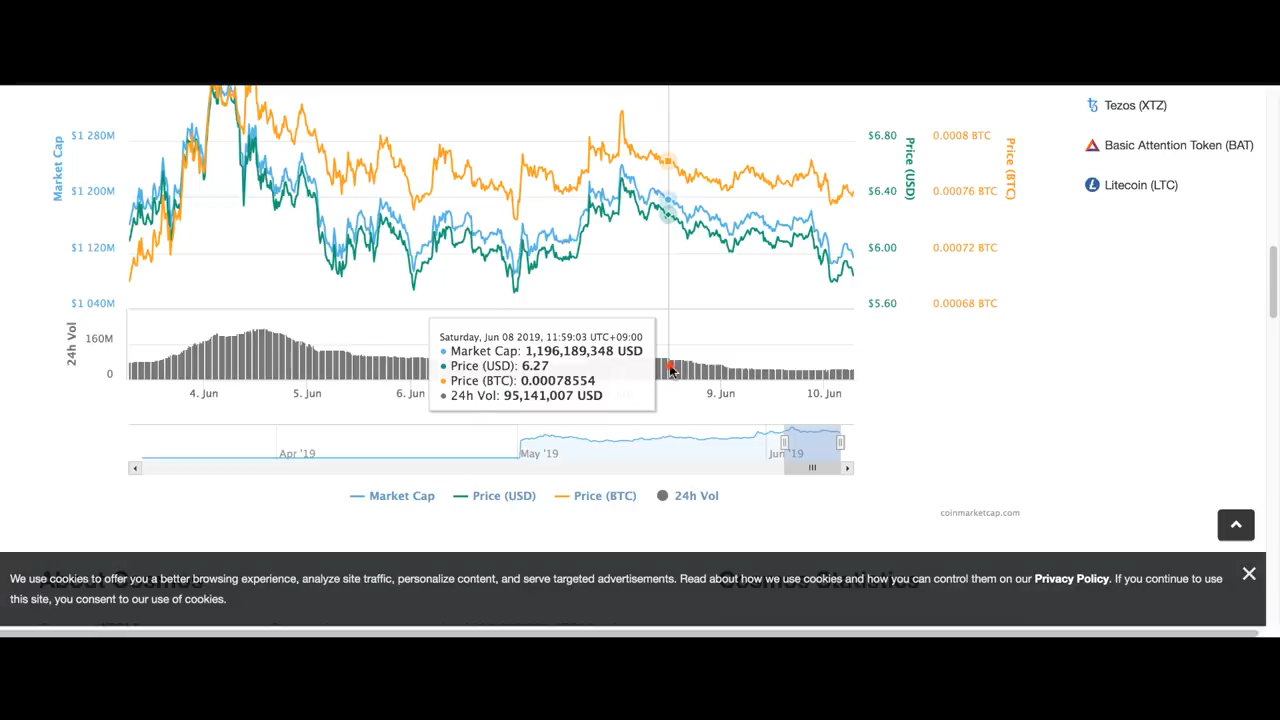 Tezos (XTZ)
Basic Attention Token (BAT)
Litecoin (LTC)
Market Cap
$1 280M
$1 200M
$1 120M
$1 040M
$6.80
$6.40
$6.00
$5.60
Price (USD)
0.0008 BTC
0.00076 BTC
0.00072 BTC
0.00068 BTC
Price (BTC)
24h Vol
160M
0
Saturday, Jun 08 2019, 11:59:03 UTC+09:00
Market Cap: 1,196,189,348 USD
Price (USD): 6.27
Price (BTC): 0.00078554
24h Vol: 95,141,007 USD
4. Jun
5. Jun
6. Jun
9. Jun
10. Jun
Apr '19
May '19
Jun '19
Market Cap
Price (USD)
Price (BTC)
24h Vol
coinmarketcap.com
About Cosmos
Cosmos Statistics
We use cookies to offer you a better browsing experience, analyze site traffic, personalize content, and serve targeted advertisements. Read about how we use cookies and how you can control them on our Privacy Policy. If you continue to use
this site, you consent to our use of cookies.